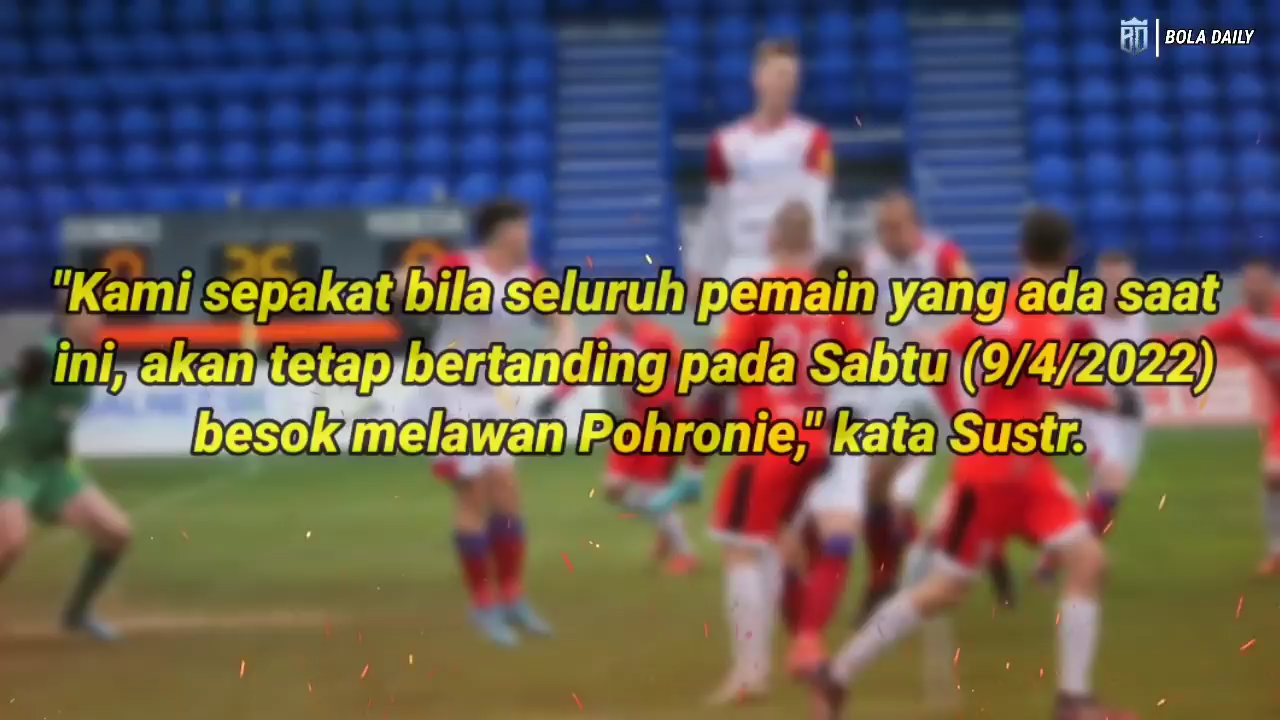 BOLA DAILY
"Kami sepakat bila seluruh pemain yang ada saat
ini, akan tetap bertanding pada Sabtu (9/4/2022)
besok melawan Pohronie," kata Sustr.